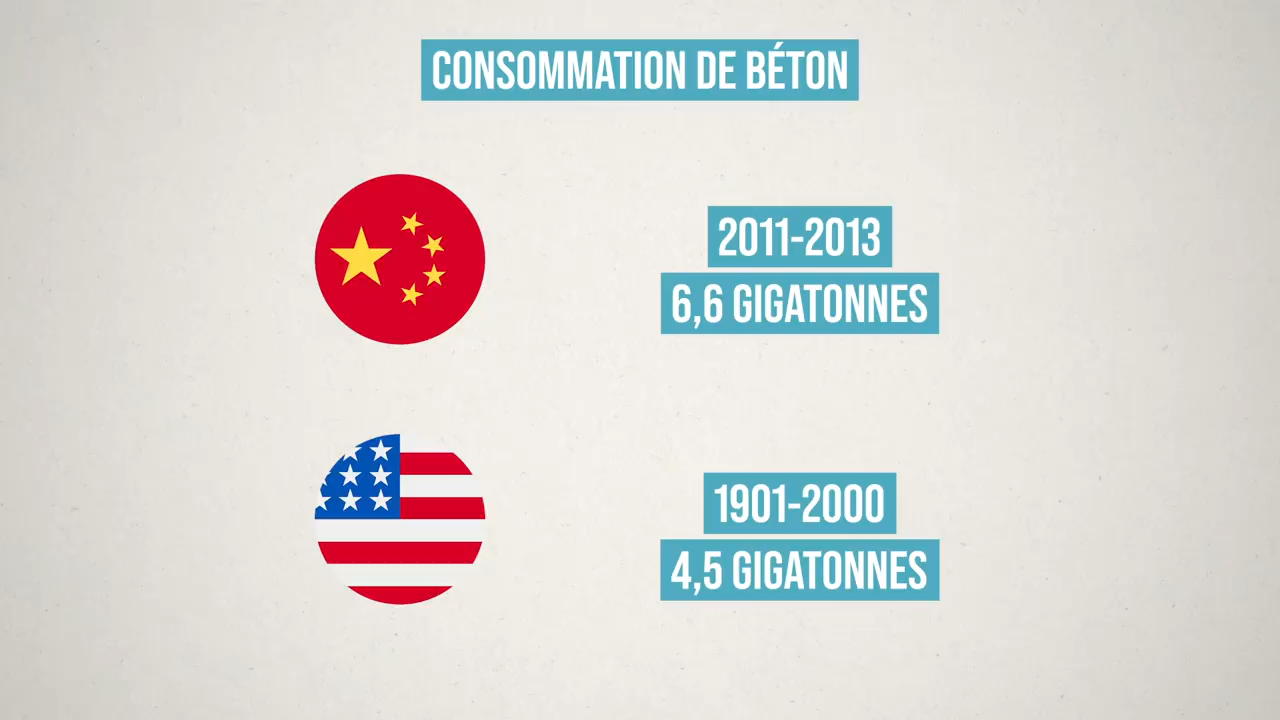 CONSOMMATION DE BÉTON
2011-2013
6,6 GIGATONNES
1901-2000
4,5 GIGATONNES